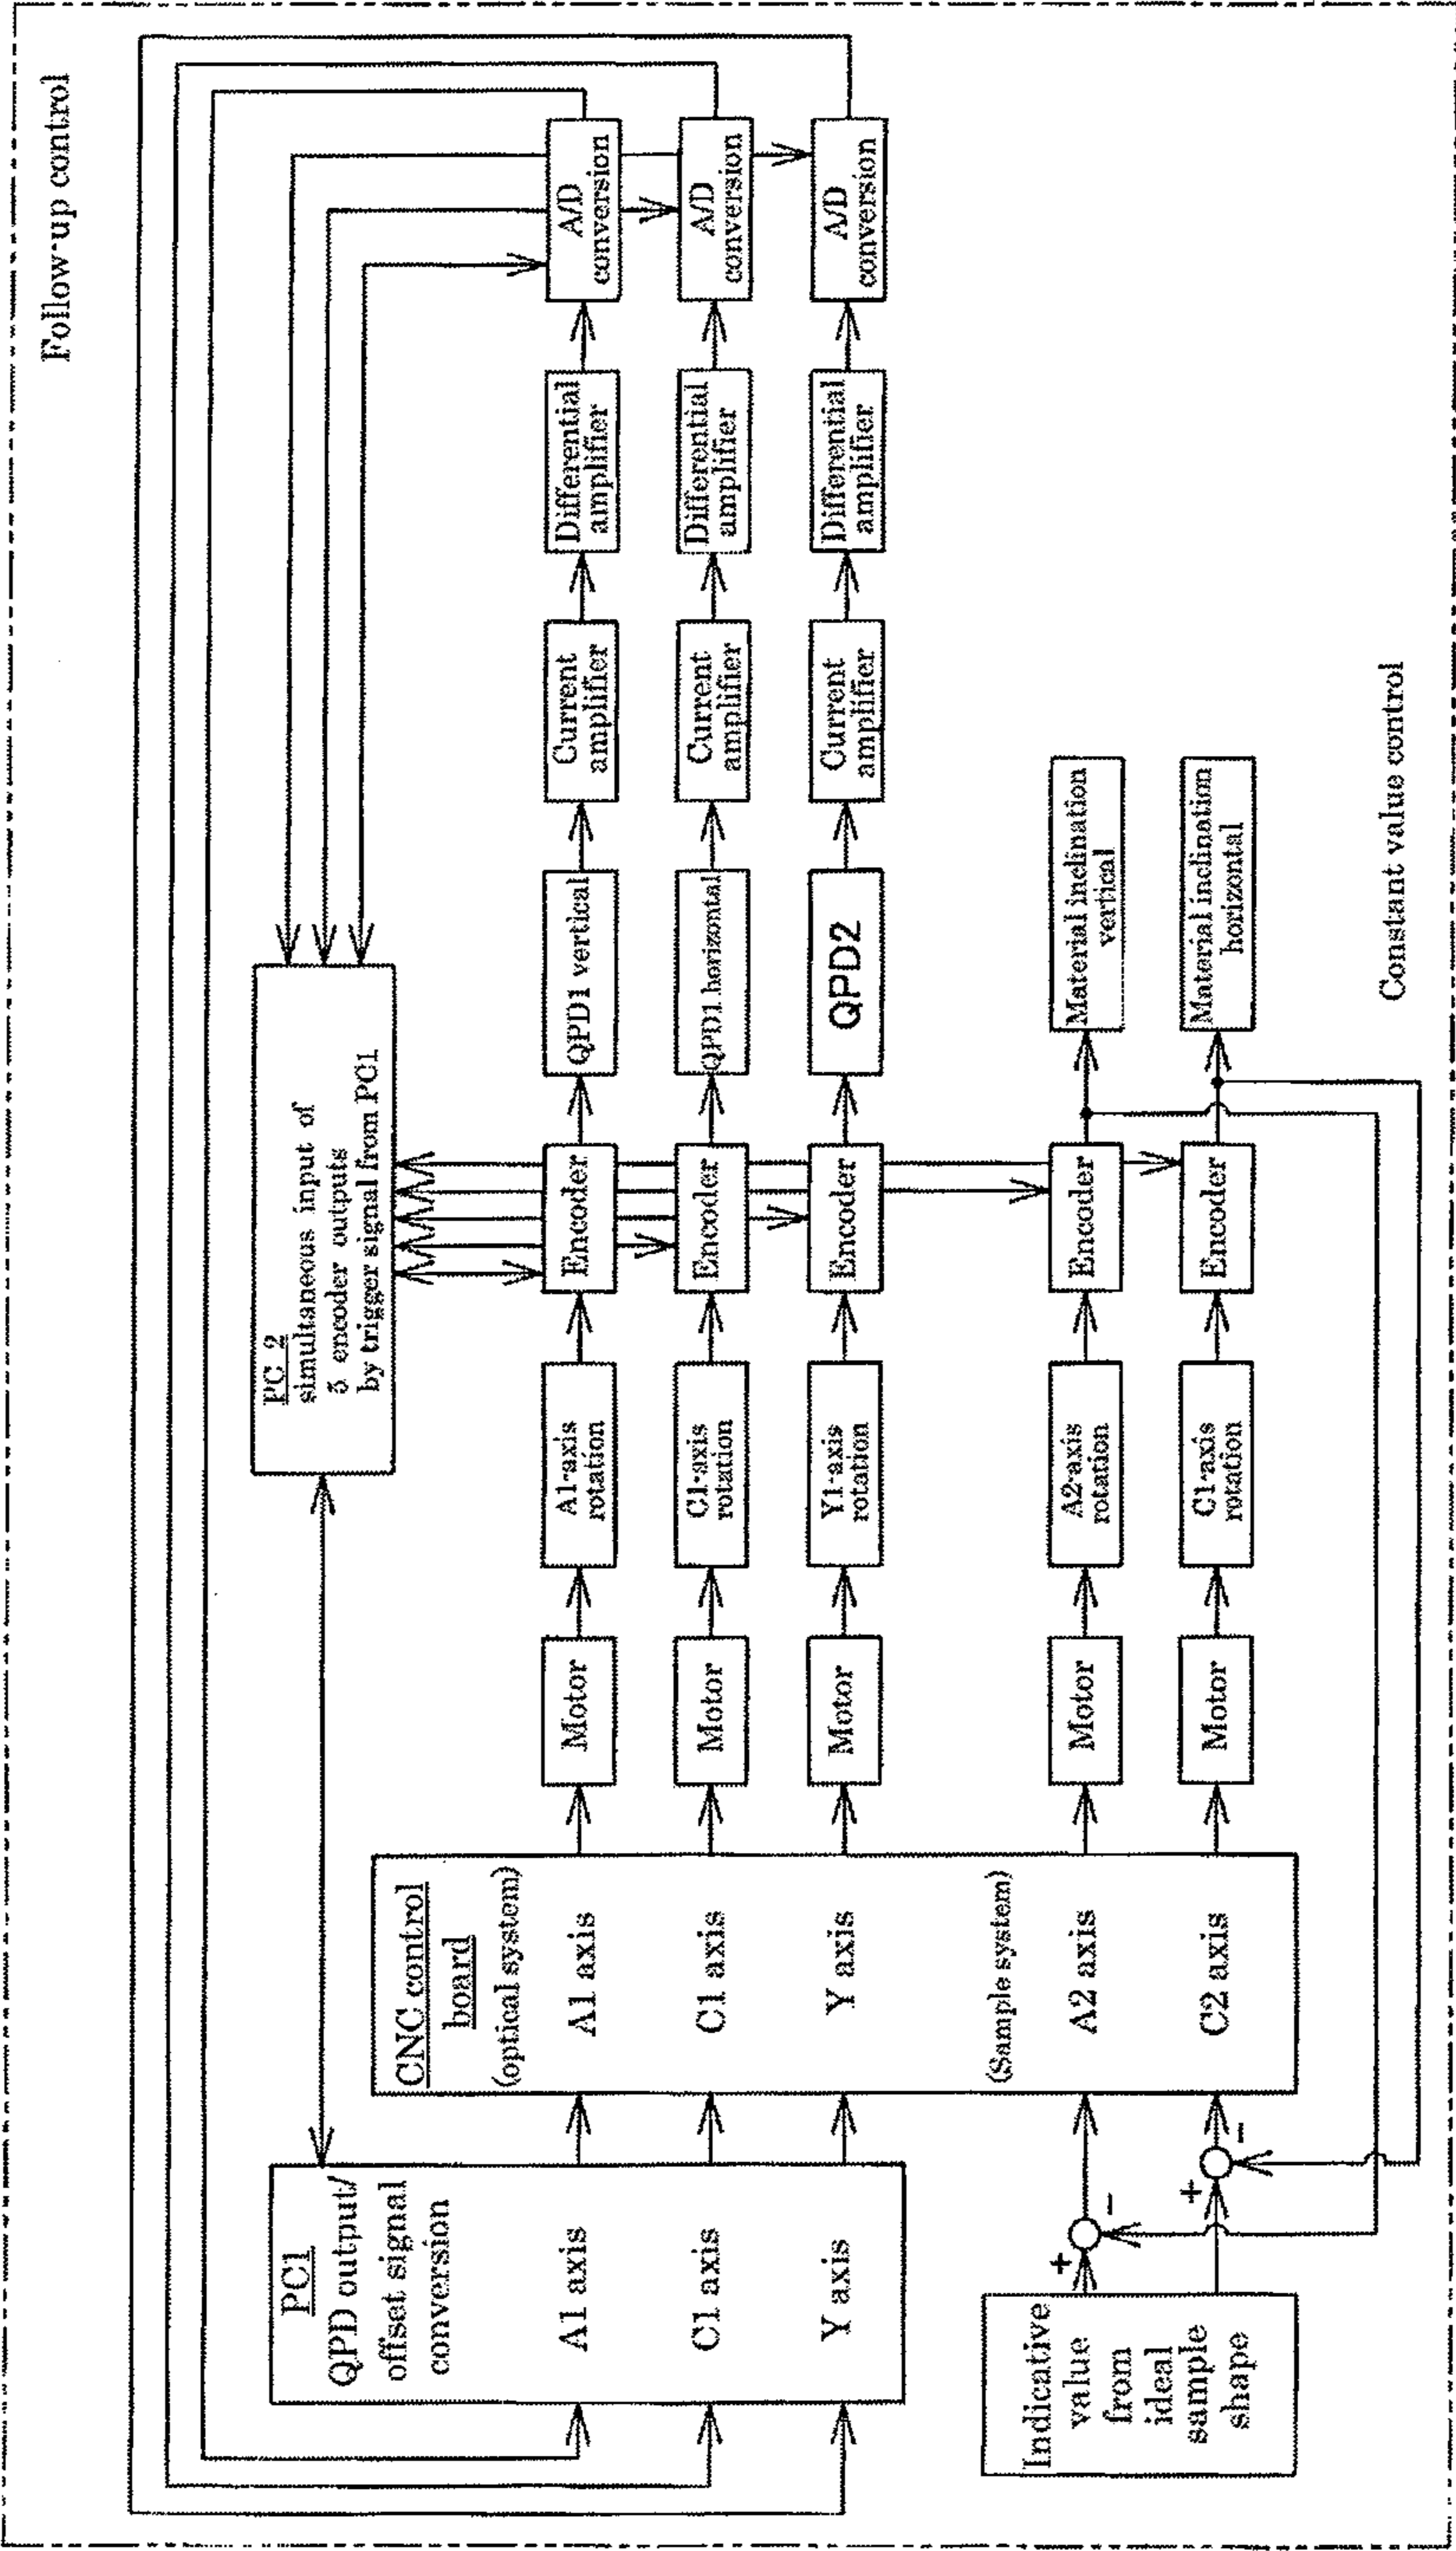 Follow-up control
PC 2
simultaneous input of
5 encoder outputs
by trigger signal from PC1
PC1
QPD output/
offset signal
conversion
A1 axis
C1 axis
Y axis
CNC control
board
(optical system)
A1 axis
C1 axis
Y axis
(Sample system)
A2 axis
C2 axis
Motor
A1-axis
rotation
Encoder
QPD1 vertical
Current
amplifier
Differential
amplifier
A/D
conversion
Motor
C1-axis
rotation
Encoder
QPD1 horizontal
Current
amplifier
Differential
amplifier
A/D
conversion
Motor
Y1-axis
rotation
Encoder
QPD2
Current
amplifier
Differential
amplifier
A/D
conversion
Indicative
value
from
ideal
sample
shape
+
−
+
−
Motor
A2-axis
rotation
Encoder
Material inclination
vertical
Motor
C1-axis
rotation
Encoder
Material inclination
horizontal
Constant value control